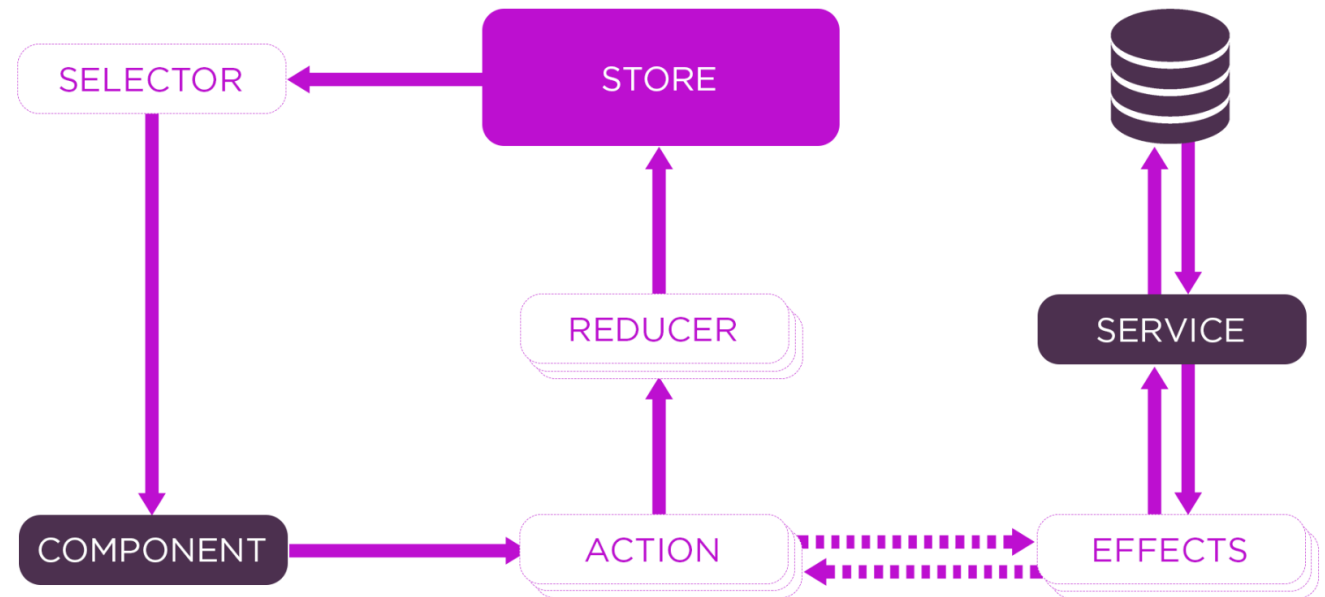 SELECTOR
STORE
REDUCER
SERVICE
COMPONENT
ACTION
EFFECTS